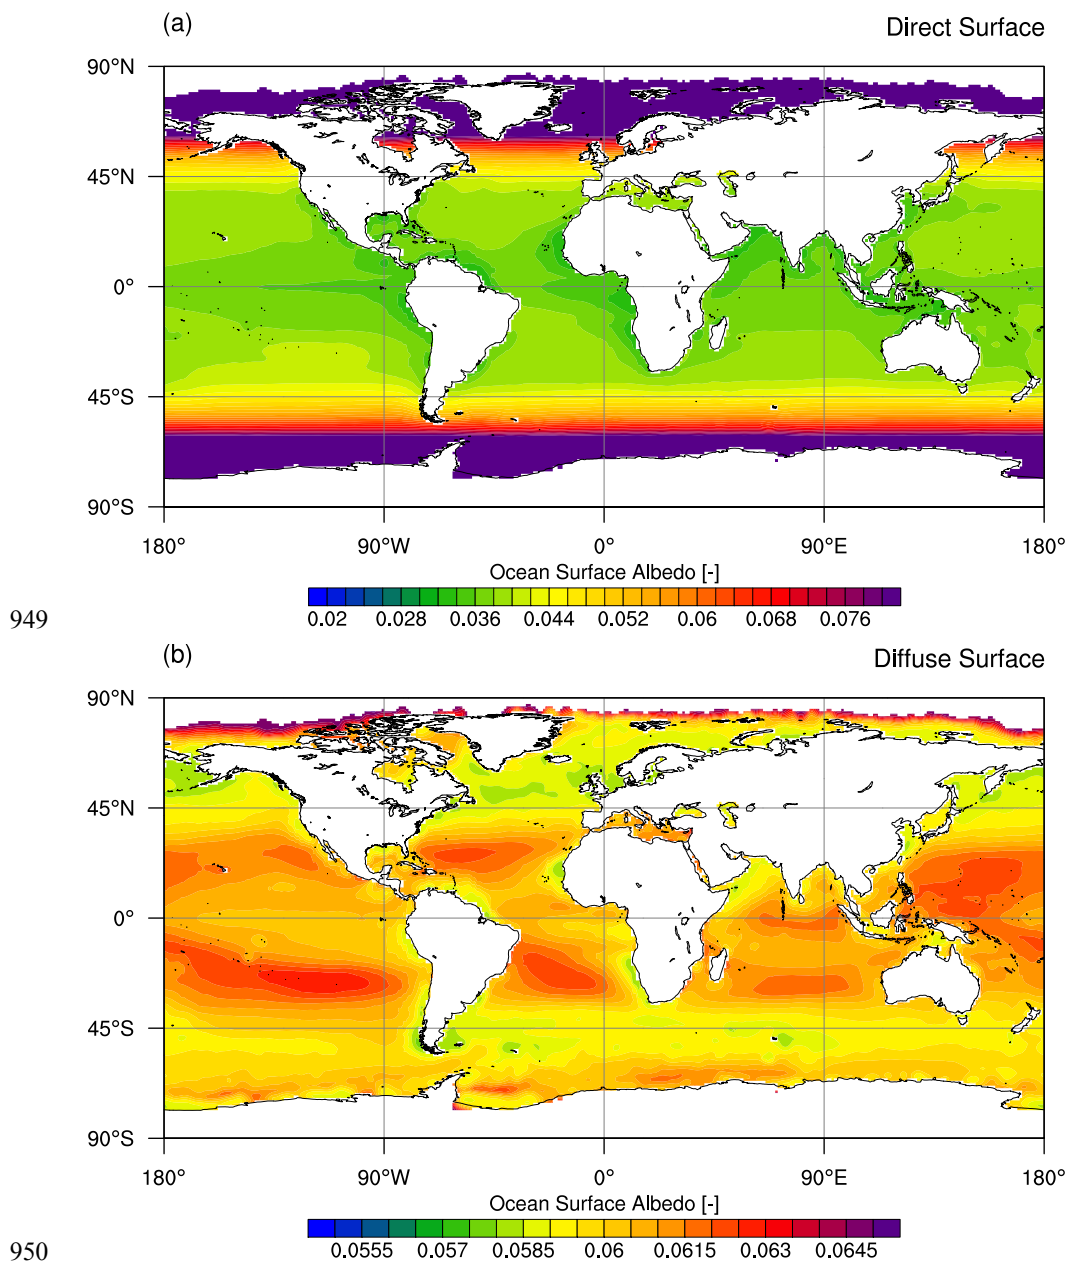 (a)
Direct Surface
90°N
45°N
0°
45°S
90°S
180° 90°W 0° 90°E 180°
Ocean Surface Albedo [-]
0.02 0.028 0.036 0.044 0.052 0.06 0.068 0.076
949
(b)
Diffuse Surface
90°N
45°N
0°
45°S
90°S
180° 90°W 0° 90°E 180°
Ocean Surface Albedo [-]
0.0555 0.057 0.0585 0.06 0.0615 0.063 0.0645
950